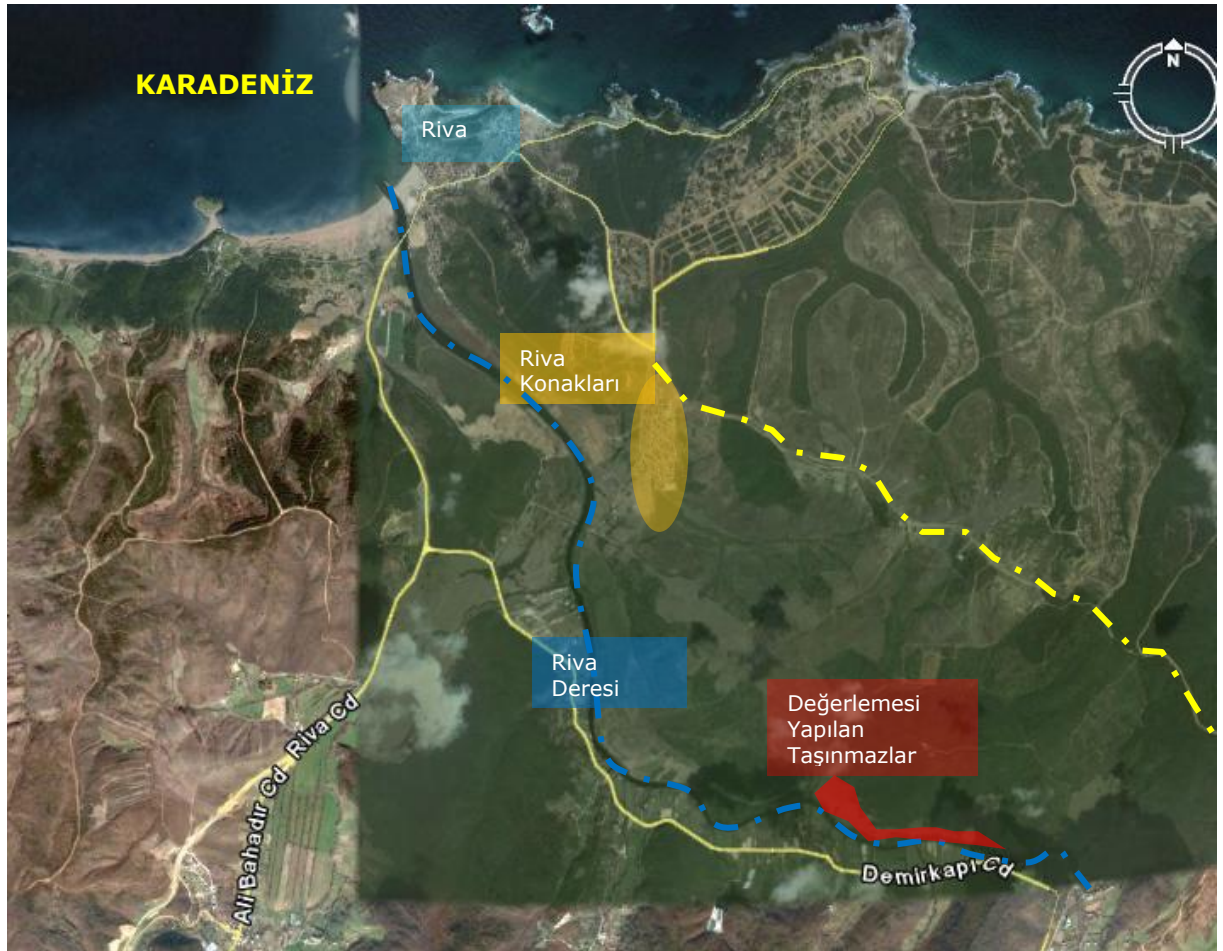 KARADENİZ
N
Riva
Riva
Konakları
Riva
Deresi
Değerlemesi
Yapılan
Taşınmazlar
Riva Cd
Ali Bahadır Cd
Demirkapı Cd